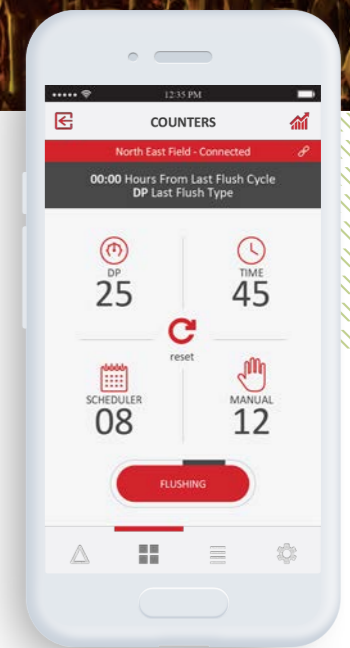 12:35 PM
COUNTERS
North East Field - Connected
00:00 Hours From Last Flush Cycle
DP Last Flush Type
DP
25
TIME
45
reset
SCHEDULER
08
MANUAL
12
FLUSHING